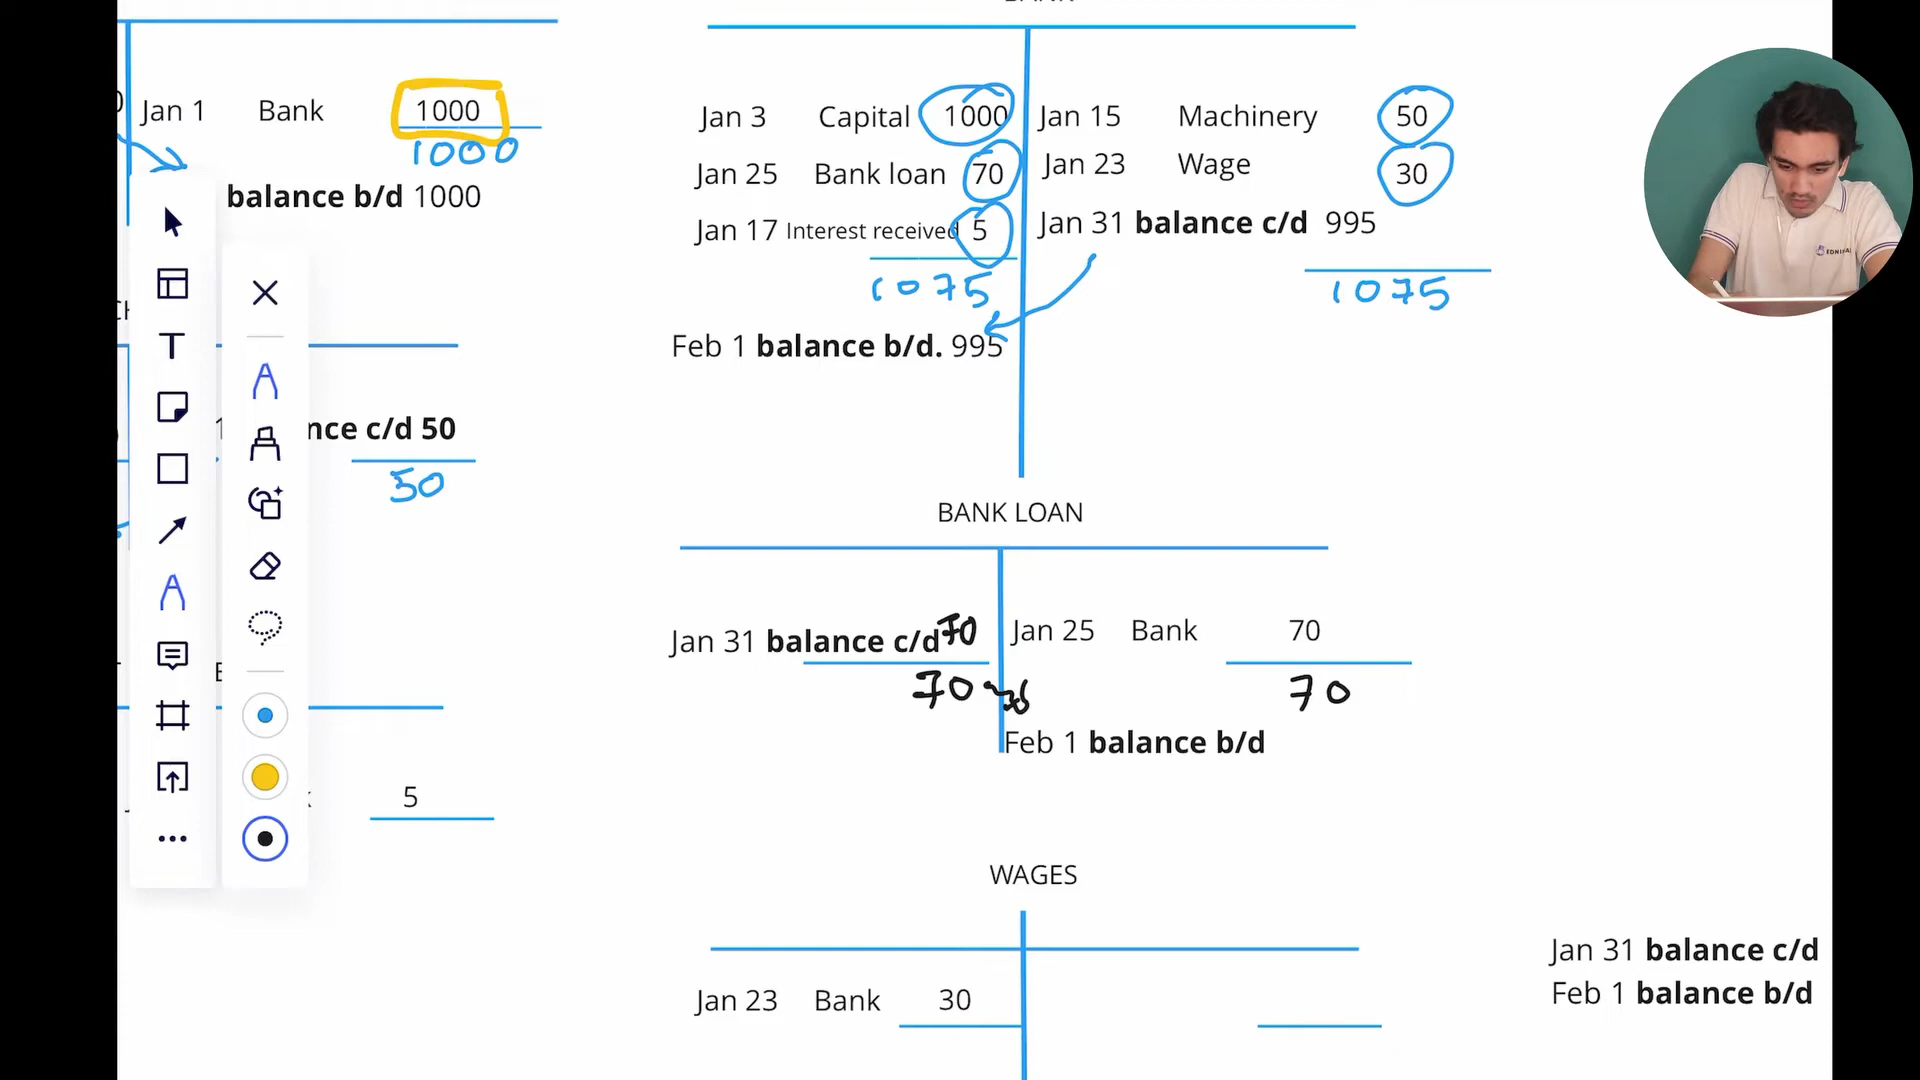 Jan 1 Bank 1000
1000
balance b/d 1000
c/d 50
50
5
Jan 3 Capital 1000 Jan 15 Machinery 50
Jan 25 Bank loan 70 Jan 23 Wage 30
Jan 17 Interest received 5 Jan 31 balance c/d 995
1075 1075
Feb 1 balance b/d. 995
BANK LOAN
Jan 31 balance c/d 70 Jan 25 Bank 70
70 70
Feb 1 balance b/d
WAGES
Jan 23 Bank 30
Jan 31 balance c/d
Feb 1 balance b/d